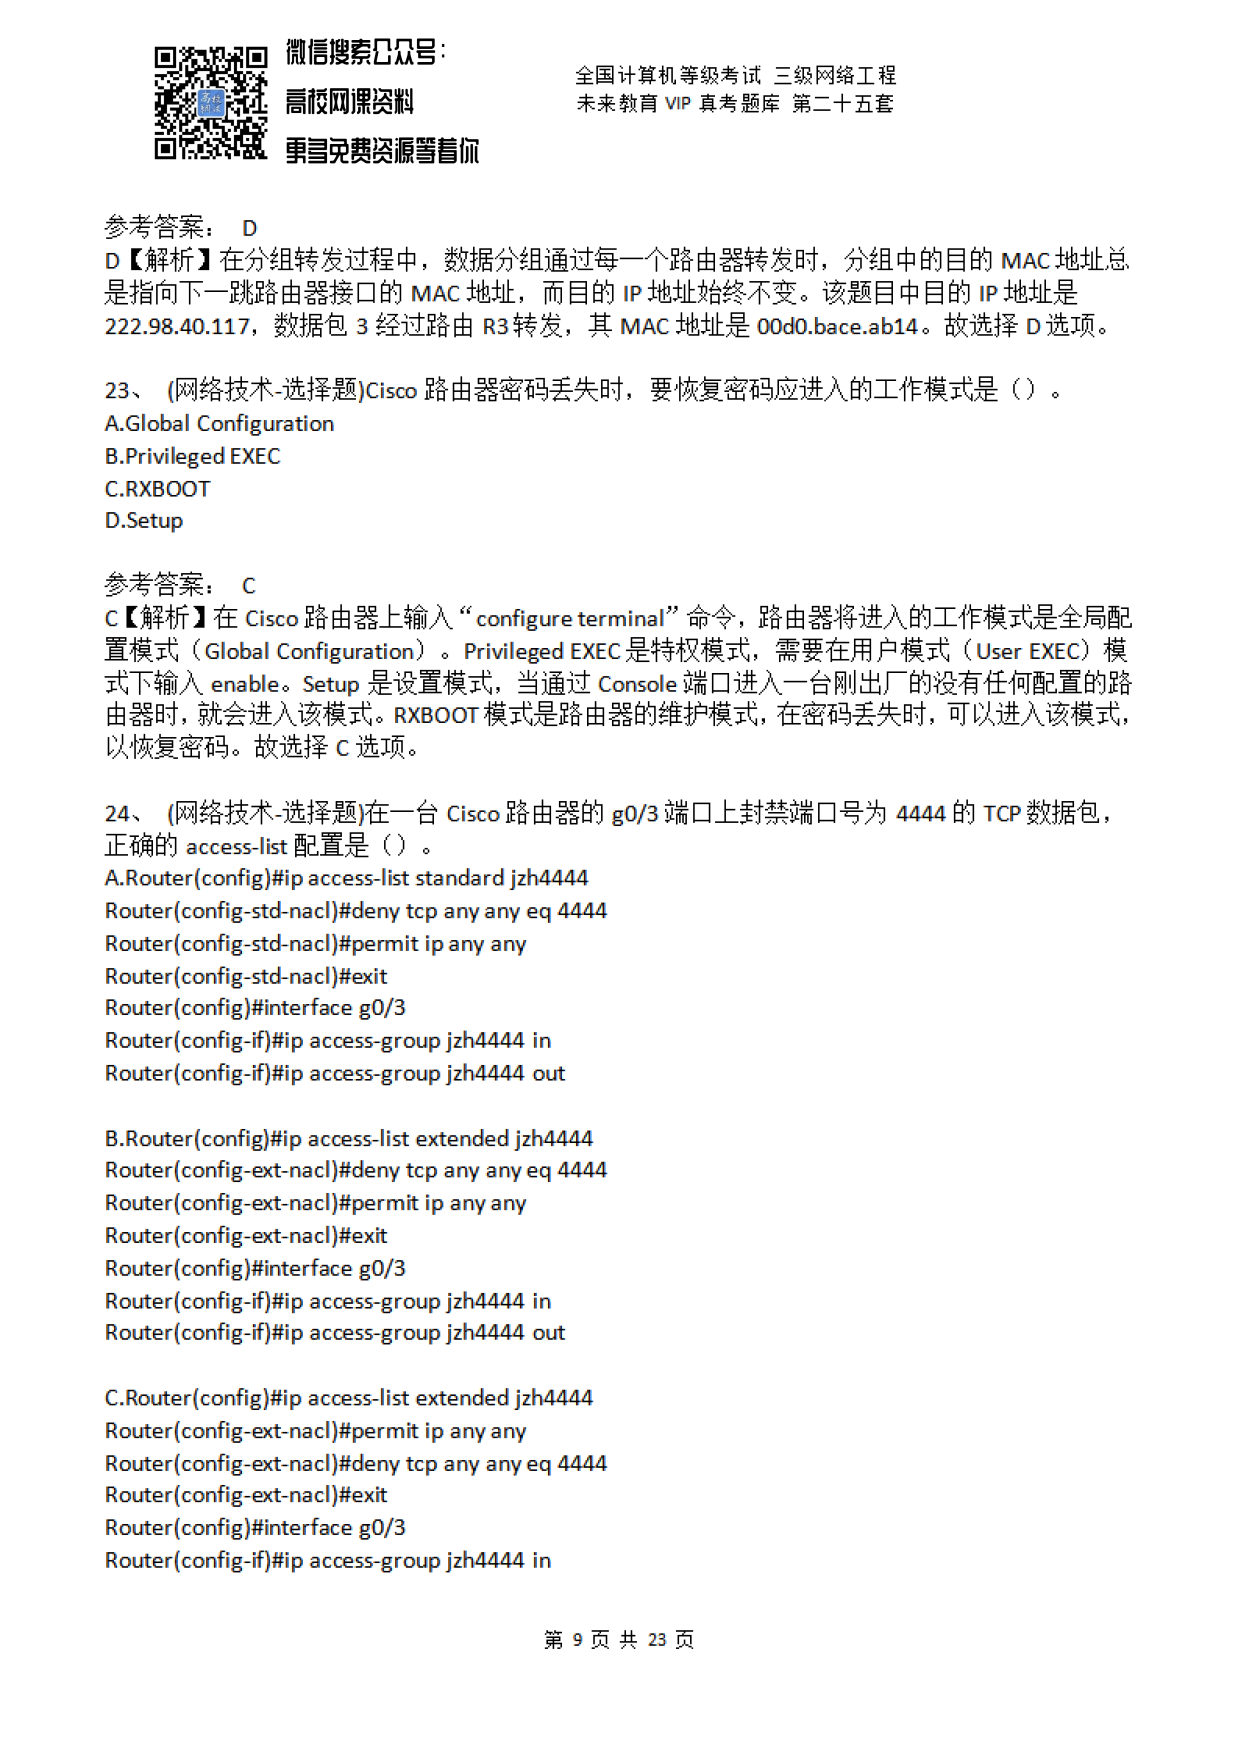 微信搜索公众号：
高校网课资料
更多免费资源等着你
全国计算机等级考试 三级网络工程
未来教育 VIP 真考题库 第二十五套
参考答案： D
D【解析】在分组转发过程中，数据分组通过每一个路由器转发时，分组中的目的 MAC 地址总
是指向下一跳路由器接口的 MAC 地址，而目的 IP 地址始终不变。该题目中目的 IP 地址是
222.98.40.117，数据包 3 经过路由 R3 转发，其 MAC 地址是 00d0.bace.ab14。故选择 D 选项。
23、 (网络技术-选择题)Cisco 路由器密码丢失时，要恢复密码应进入的工作模式是（）。
A.Global Configuration
B.Privileged EXEC
C.RXBOOT
D.Setup
参考答案： C
C【解析】在 Cisco 路由器上输入“configure terminal”命令，路由器将进入的工作模式是全局配
置模式（Global Configuration）。Privileged EXEC 是特权模式，需要在用户模式（User EXEC）模
式下输入 enable。Setup 是设置模式，当通过 Console 端口进入一台刚出厂的没有任何配置的路
由器时，就会进入该模式。RXBOOT 模式是路由器的维护模式，在密码丢失时，可以进入该模式，
以恢复密码。故选择 C 选项。
24、 (网络技术-选择题)在一台 Cisco 路由器的 g0/3 端口上封禁端口号为 4444 的 TCP 数据包，
正确的 access-list 配置是（）。
A.Router(config)#ip access-list standard jzh4444
Router(config-std-nacl)#deny tcp any any eq 4444
Router(config-std-nacl)#permit ip any any
Router(config-std-nacl)#exit
Router(config)#interface g0/3
Router(config-if)#ip access-group jzh4444 in
Router(config-if)#ip access-group jzh4444 out
B.Router(config)#ip access-list extended jzh4444
Router(config-ext-nacl)#deny tcp any any eq 4444
Router(config-ext-nacl)#permit ip any any
Router(config-ext-nacl)#exit
Router(config)#interface g0/3
Router(config-if)#ip access-group jzh4444 in
Router(config-if)#ip access-group jzh4444 out
C.Router(config)#ip access-list extended jzh4444
Router(config-ext-nacl)#permit ip any any
Router(config-ext-nacl)#deny tcp any any eq 4444
Router(config-ext-nacl)#exit
Router(config)#interface g0/3
Router(config-if)#ip access-group jzh4444 in
第 9 页 共 23 页